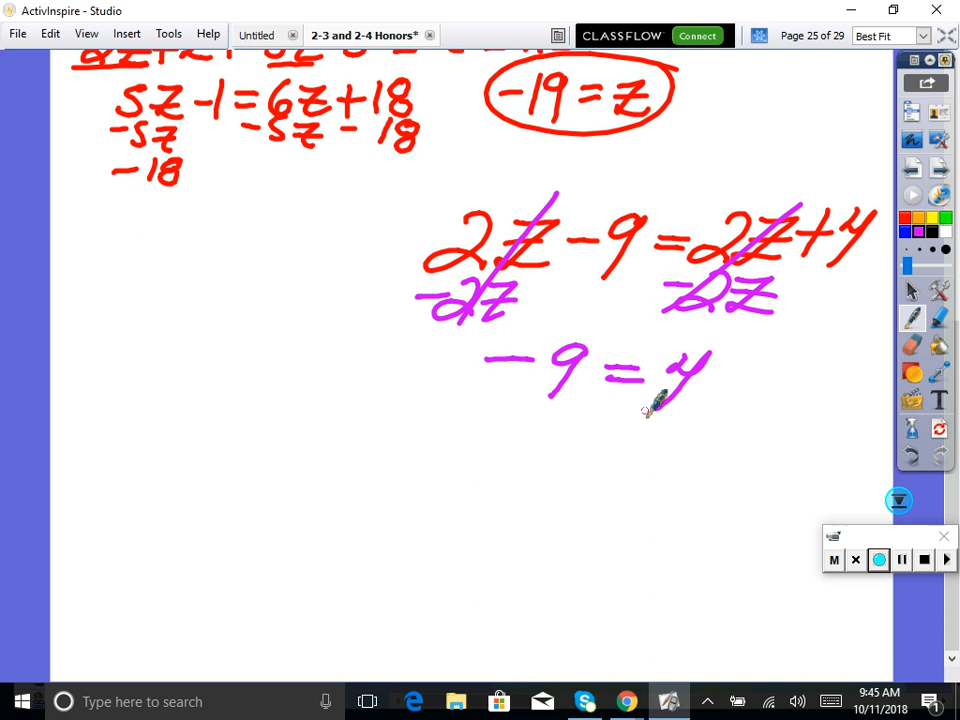 ActivInspire - Studio
File Edit View Insert Tools Help Untitled 2-3 and 2-4 Honors* CLASSFLOW Connect Page 25 of 29 Best Fit
5z -1 = 6z + 18
-19 = z
-5z -5z - 18
-18
2z - 9 = 2z + 4
-2z -2z
-9 = 4
M
Type here to search
9:45 AM
10/11/2018
1